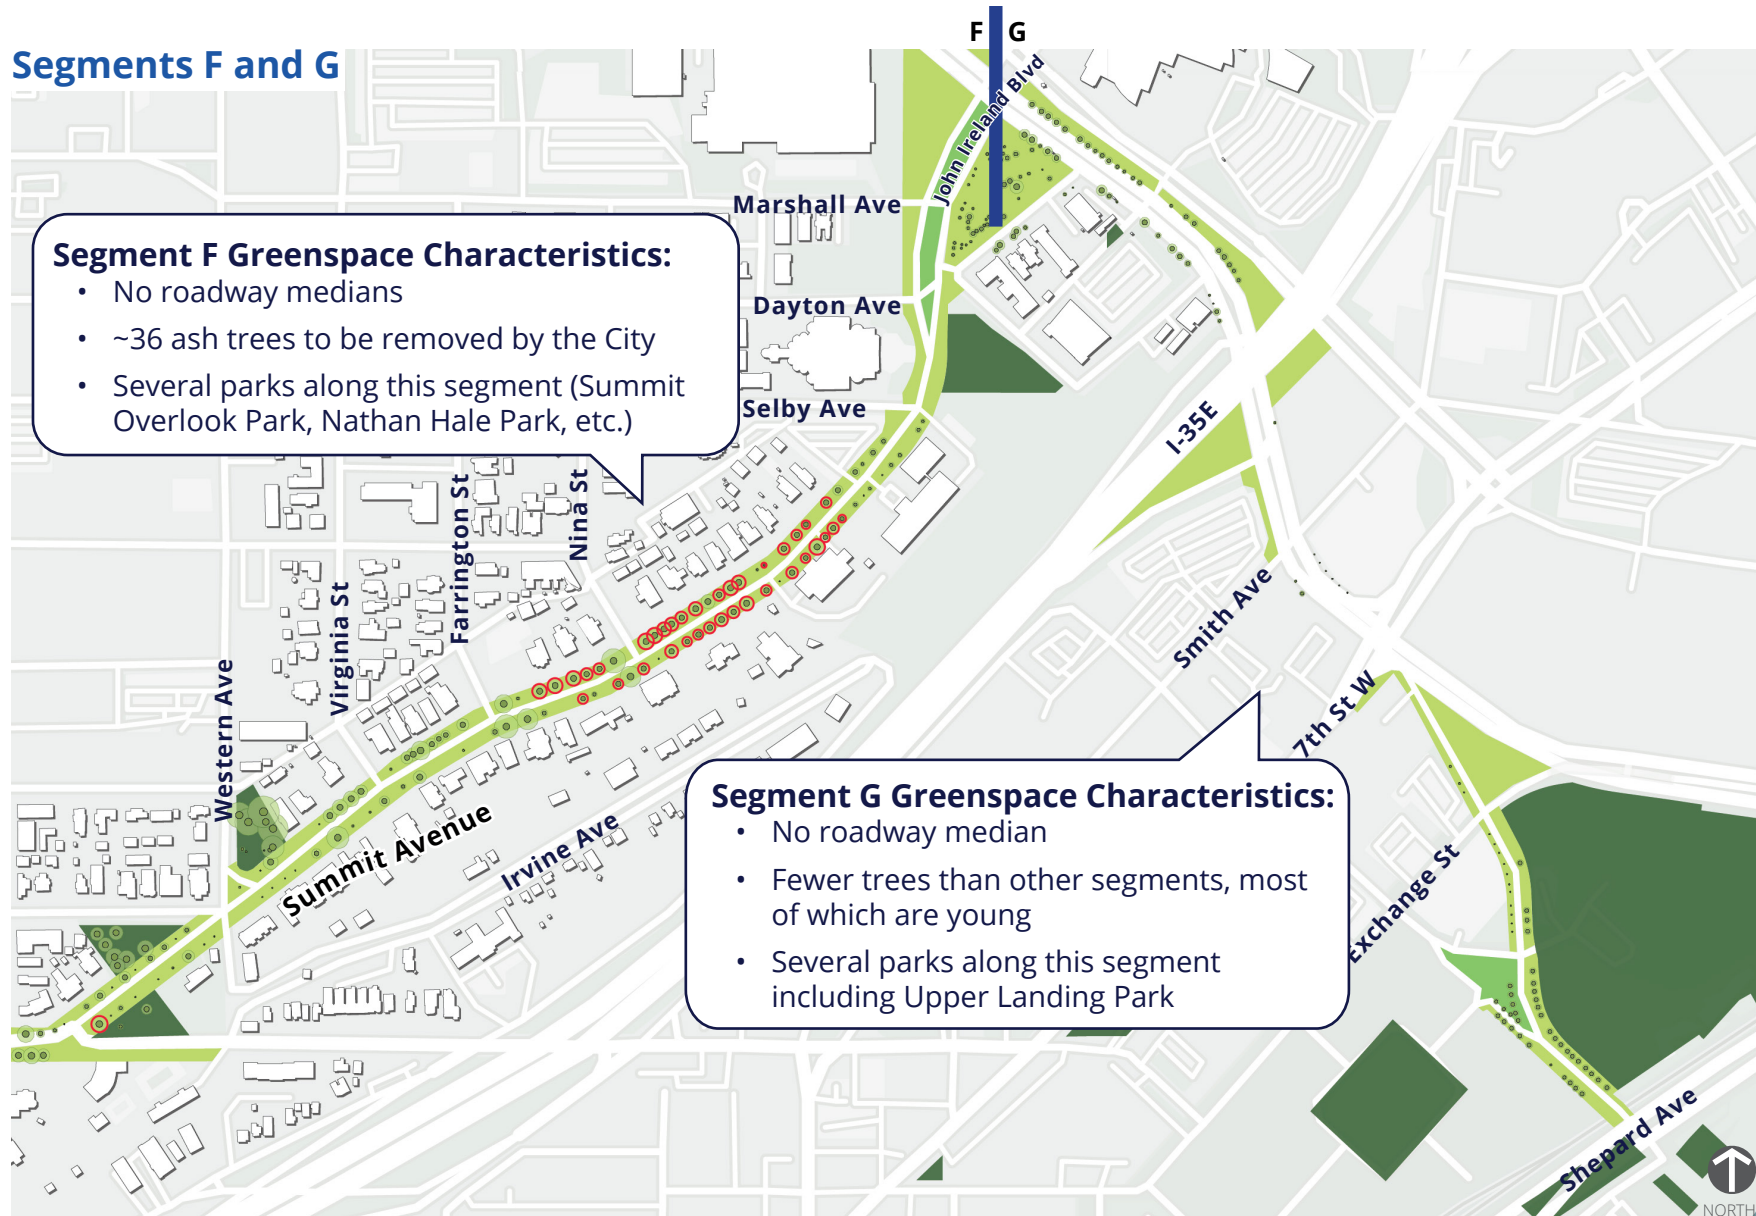 F G
Segments F and G
John Ireland Blvd
Marshall Ave
Segment F Greenspace Characteristics:
• No roadway medians
• ~36 ash trees to be removed by the City
• Several parks along this segment (Summit
Overlook Park, Nathan Hale Park, etc.)
Dayton Ave
Selby Ave
I-35E
Nina St
Farrington St
Virginia St
Western Ave
Smith Ave
7th St W
Summit Avenue
Irvine Ave
Segment G Greenspace Characteristics:
• No roadway median
• Fewer trees than other segments, most
of which are young
• Several parks along this segment
including Upper Landing Park
Exchange St
Shepard Ave
NORTH